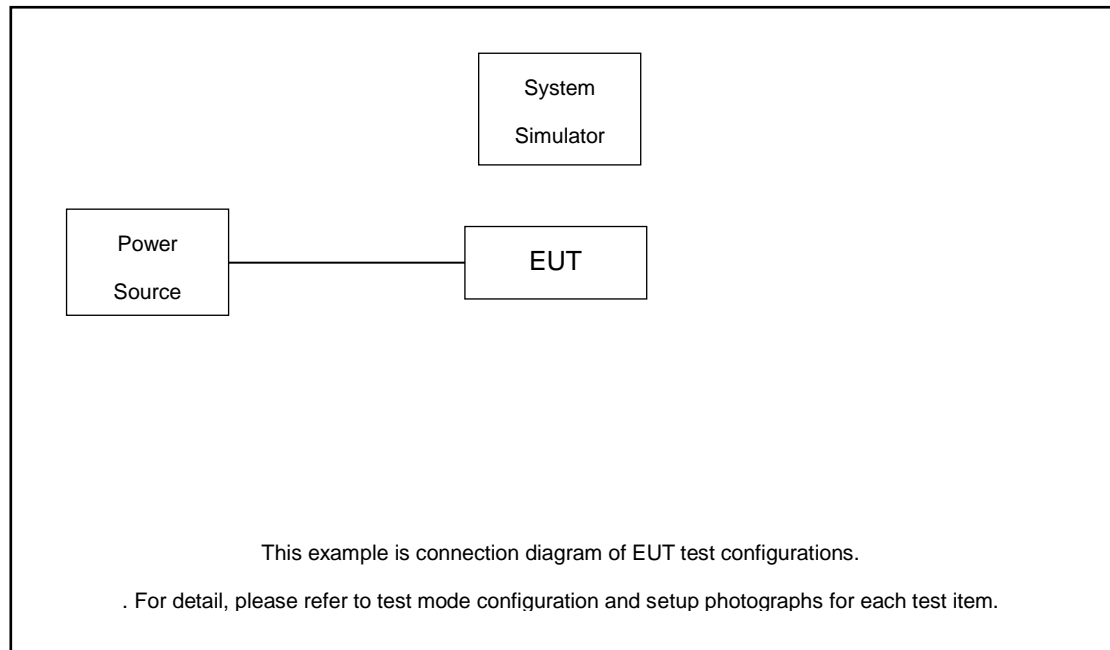 System
Simulator
Power
Source
EUT
This example is connection diagram of EUT test configurations.
. For detail, please refer to test mode configuration and setup photographs for each test item.